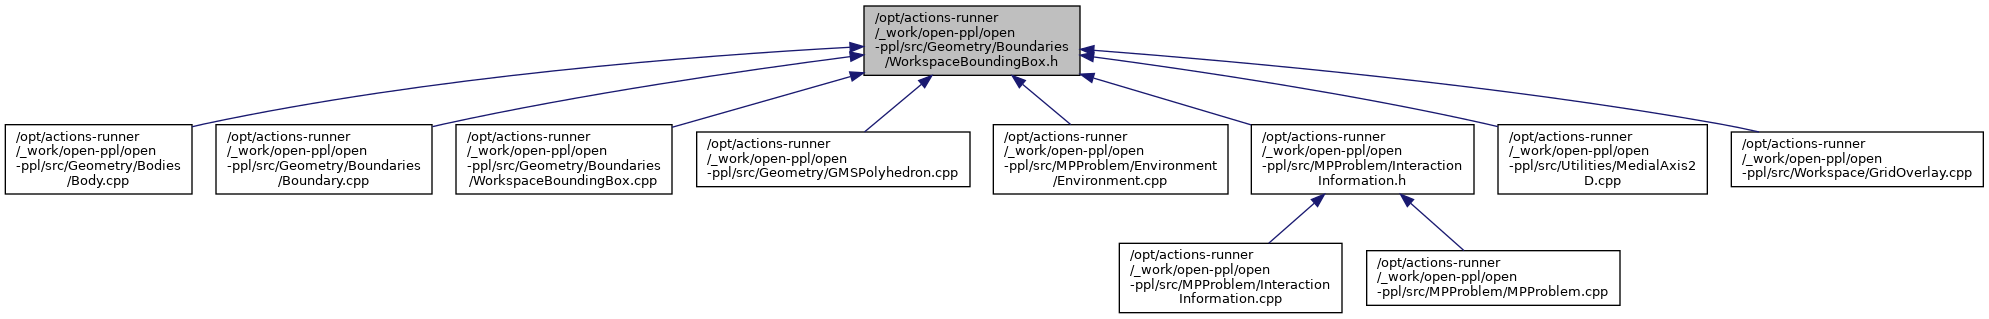 /opt/actions-runner
/_work/open-ppl/open
-ppl/src/Geometry/Boundaries
/WorkspaceBoundingBox.h
/opt/actions-runner
/_work/open-ppl/open
-ppl/src/Geometry/Bodies
/Body.cpp
/opt/actions-runner
/_work/open-ppl/open
-ppl/src/Geometry/Boundaries
/Boundary.cpp
/opt/actions-runner
/_work/open-ppl/open
-ppl/src/Geometry/Boundaries
/WorkspaceBoundingBox.cpp
/opt/actions-runner
/_work/open-ppl/open
-ppl/src/Geometry/GMSPolyhedron.cpp
/opt/actions-runner
/_work/open-ppl/open
-ppl/src/MPProblem/Environment
/Environment.cpp
/opt/actions-runner
/_work/open-ppl/open
-ppl/src/MPProblem/Interaction
Information.h
/opt/actions-runner
/_work/open-ppl/open
-ppl/src/Utilities/MedialAxis2
D.cpp
/opt/actions-runner
/_work/open-ppl/open
-ppl/src/Workspace/GridOverlay.cpp
/opt/actions-runner
/_work/open-ppl/open
-ppl/src/MPProblem/Interaction
Information.cpp
/opt/actions-runner
/_work/open-ppl/open
-ppl/src/MPProblem/MPProblem.cpp